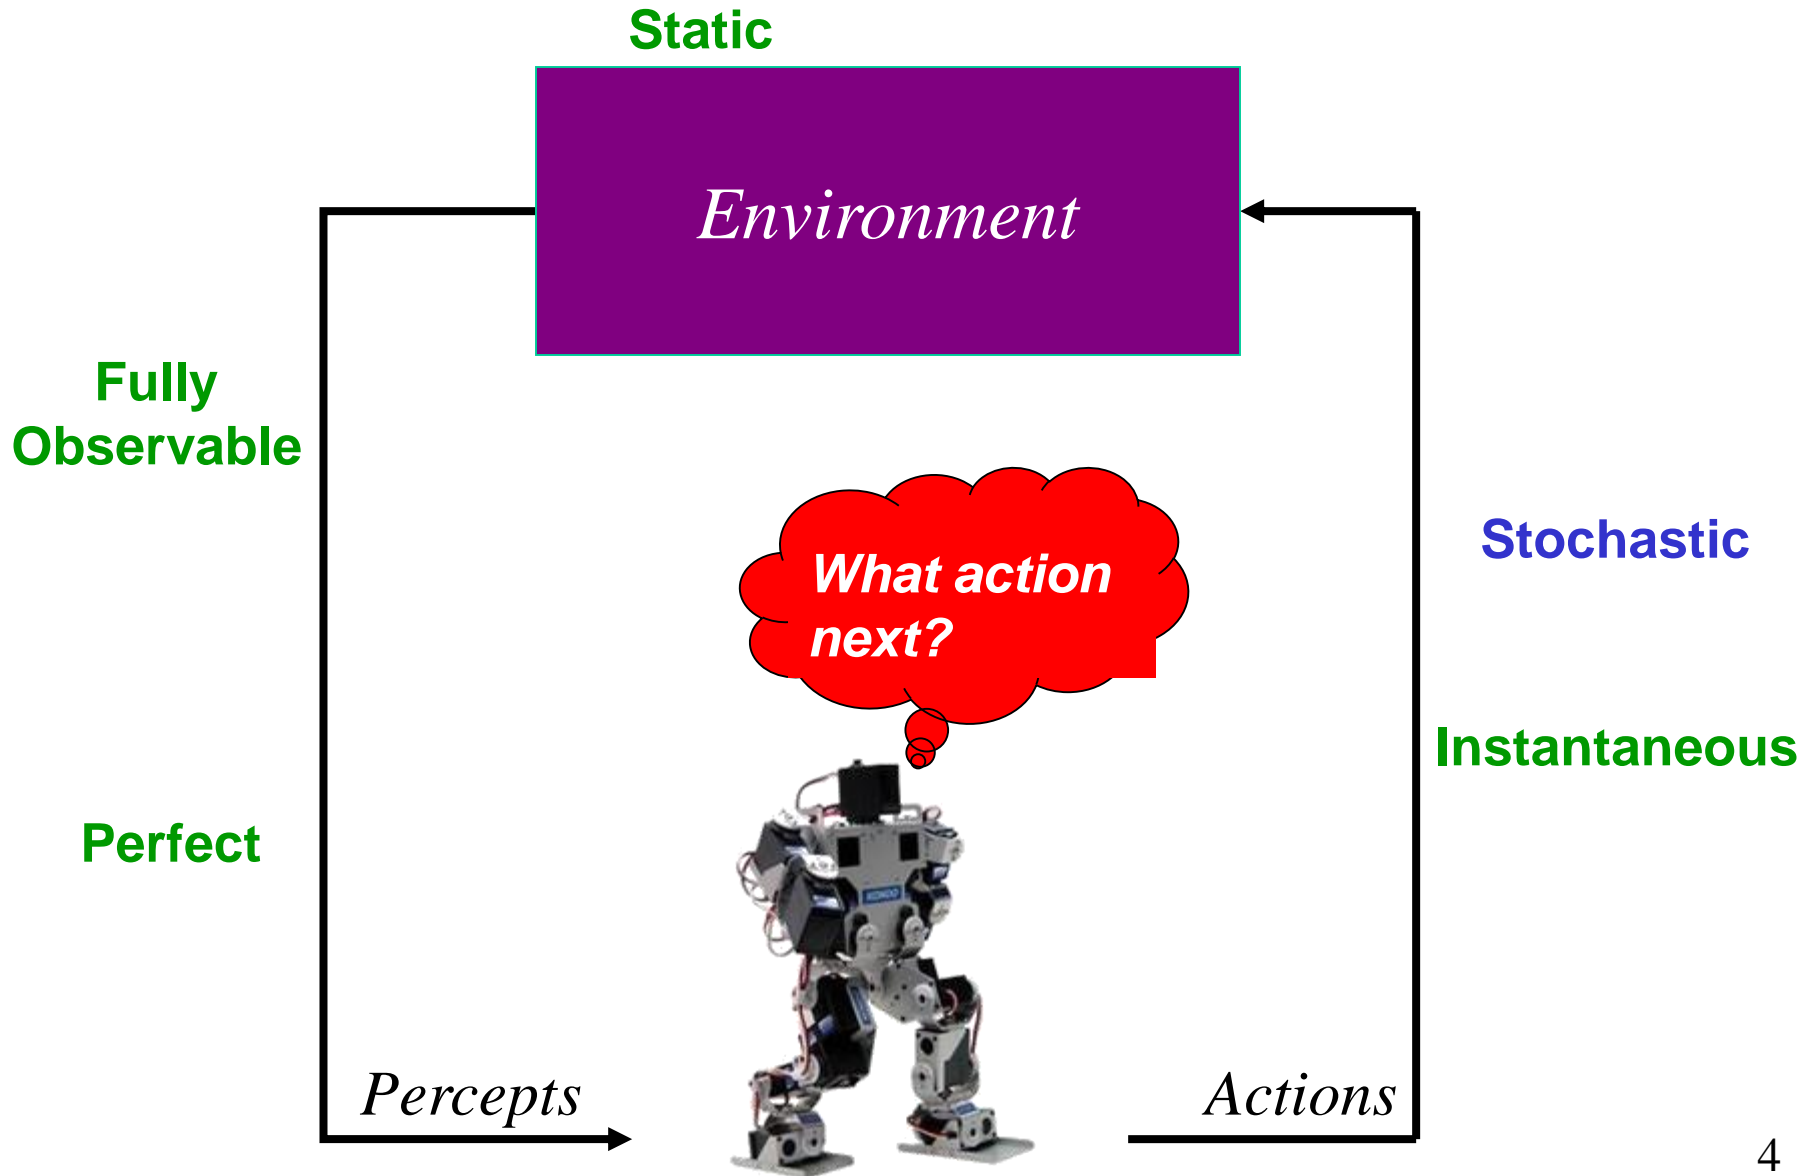 Static
Environment
Fully
Observable
What action
next?
Stochastic
Instantaneous
Perfect
Percepts
Actions
4